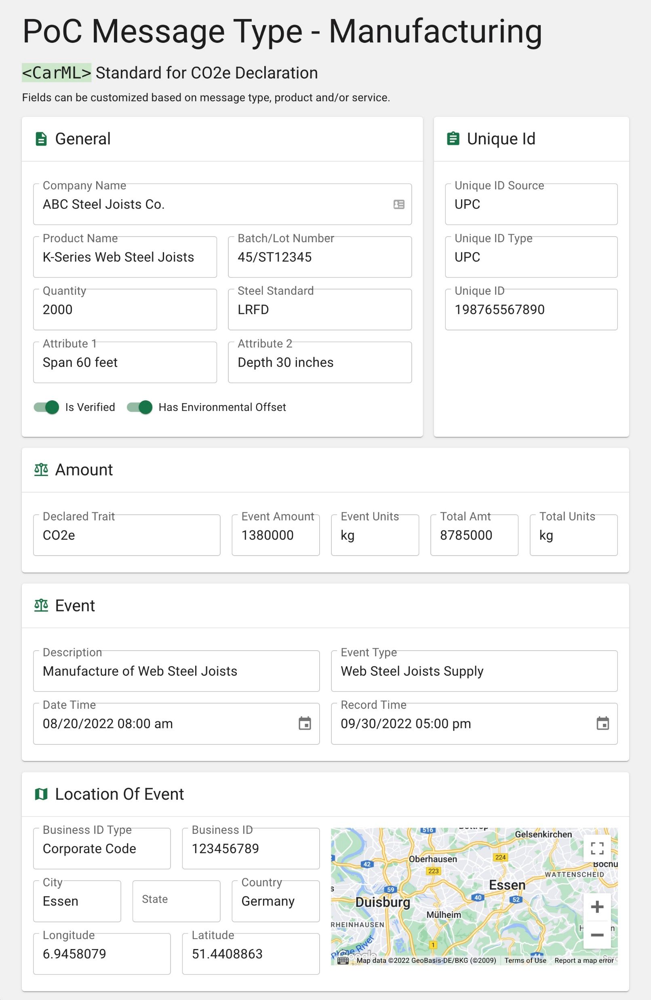 PoC Message Type - Manufacturing
<CarML> Standard for CO2e Declaration
Fields can be customized based on message type, product and/or service.
General
Company Name
ABC Steel Joists Co.
Product Name
K-Series Web Steel Joists
Batch/Lot Number
45/ST12345
Quantity
2000
Steel Standard
LRFD
Attribute 1
Span 60 feet
Attribute 2
Depth 30 inches
Is Verified
Has Environmental Offset
Unique Id
Unique ID Source
UPC
Unique ID Type
UPC
Unique ID
198765567890
Amount
Declared Trait
CO2e
Event Amount
1380000
Event Units
kg
Total Amt
8785000
Total Units
kg
Event
Description
Manufacture of Web Steel Joists
Event Type
Web Steel Joists Supply
Date Time
08/20/2022 08:00 am
Record Time
09/30/2022 05:00 pm
Location Of Event
Business ID Type
Corporate Code
Business ID
123456789
City
Essen
State
Country
Germany
Longitude
6.9458079
Latitude
51.4408863
516
Bottrop
Gelsenkirchen
Oberhausen
224
42
223
Bochu
WATTENSCHEID
Essen
59
40
52
Duisburg
Mülheim
RHEINHAUSEN
1
Rhine River
Google
44
Map data ©2022 GeoBasis-DE/BKG (©2009)
Terms of Use
Report a map error